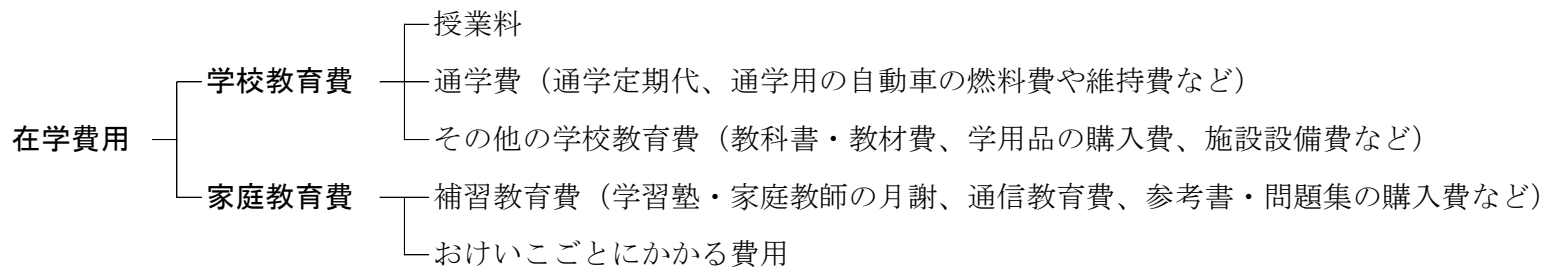 授業料
学校教育費
通学費（通学定期代、通学用の自動車の燃料費や維持費など）
在学費用
その他の学校教育費（教科書・教材費、学用品の購入費、施設設備費など）
家庭教育費
補習教育費（学習塾・家庭教師の月謝、通信教育費、参考書・問題集の購入費など）
おけいこごとにかかる費用